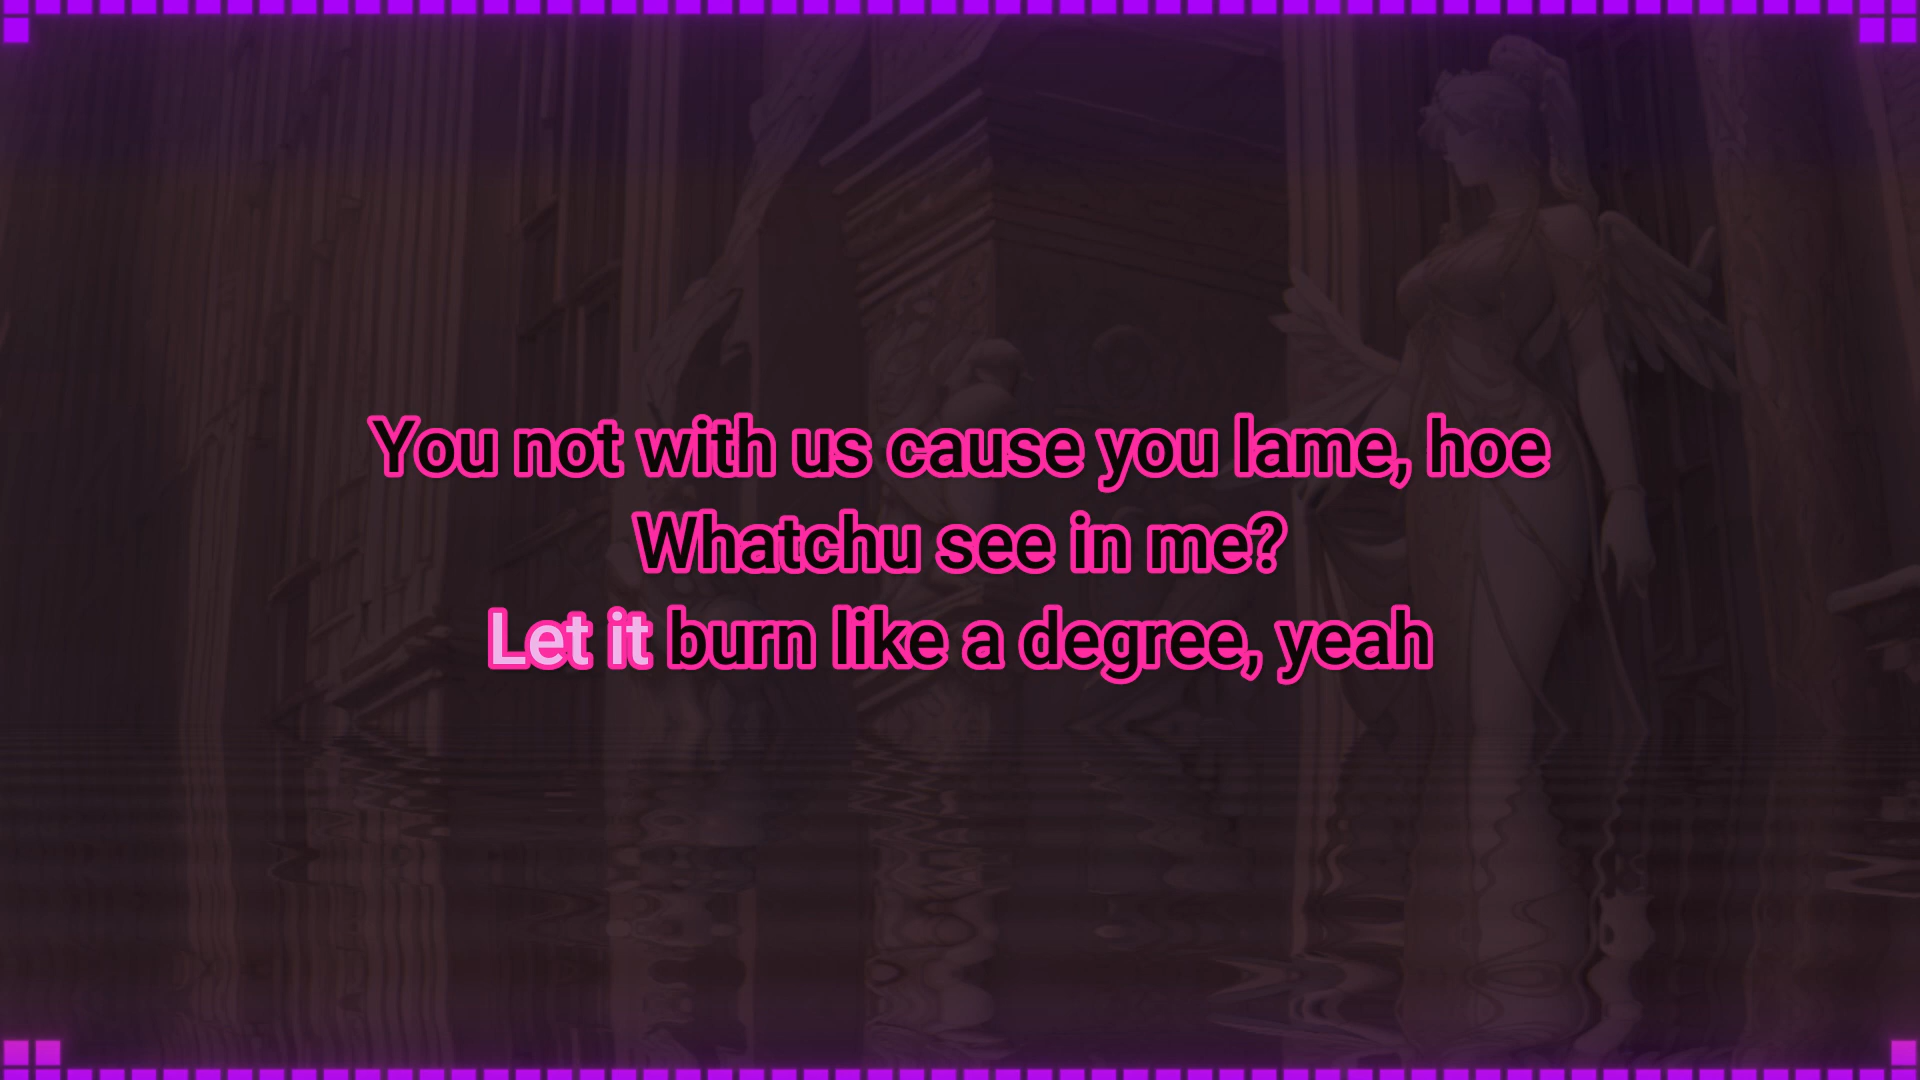 You not with us cause you lame, hoe
Whatchu see in me?
Let it burn like a degree, yeah